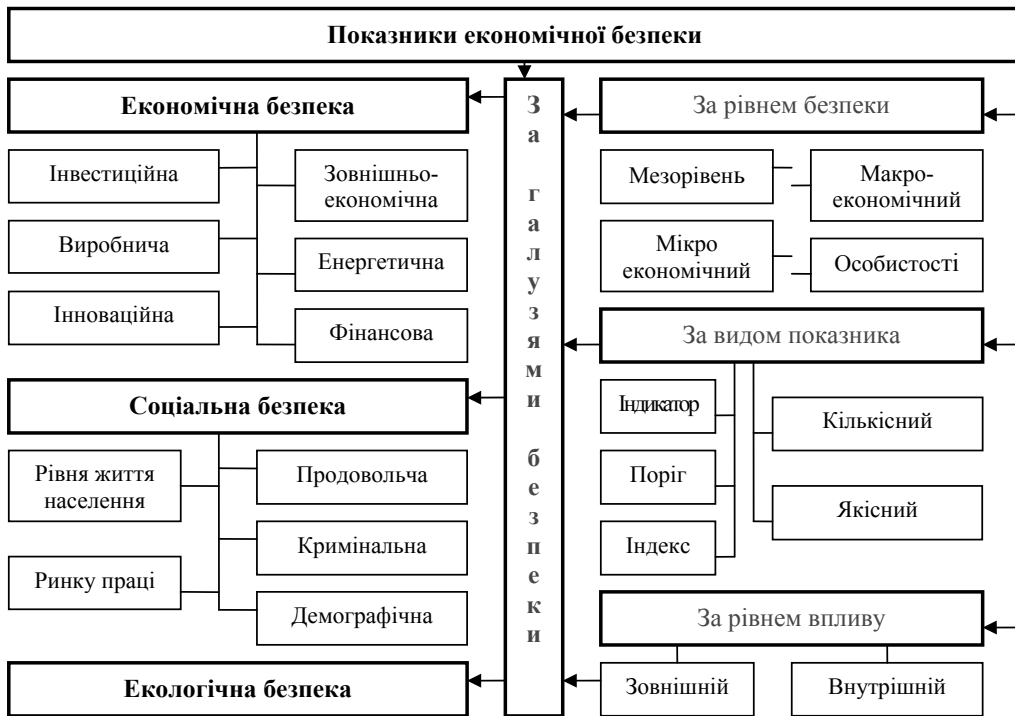 Показники економічної безпеки
Економічна безпека
Інвестиційна
Зовнішньо-
економічна
Виробнича
Енергетична
Інноваційна
Фінансова
Соціальна безпека
Рівня життя
населення
Продовольча
Кримінальна
Ринку праці
Демографічна
Екологічна безпека
За галузями безпеки
За рівнем безпеки
Мезорівень
Макро-
економічний
Мікро
економічний
Особистості
За видом показника
Індикатор
Кількісний
Поріг
Якісний
Індекс
За рівнем впливу
Зовнішній
Внутрішній